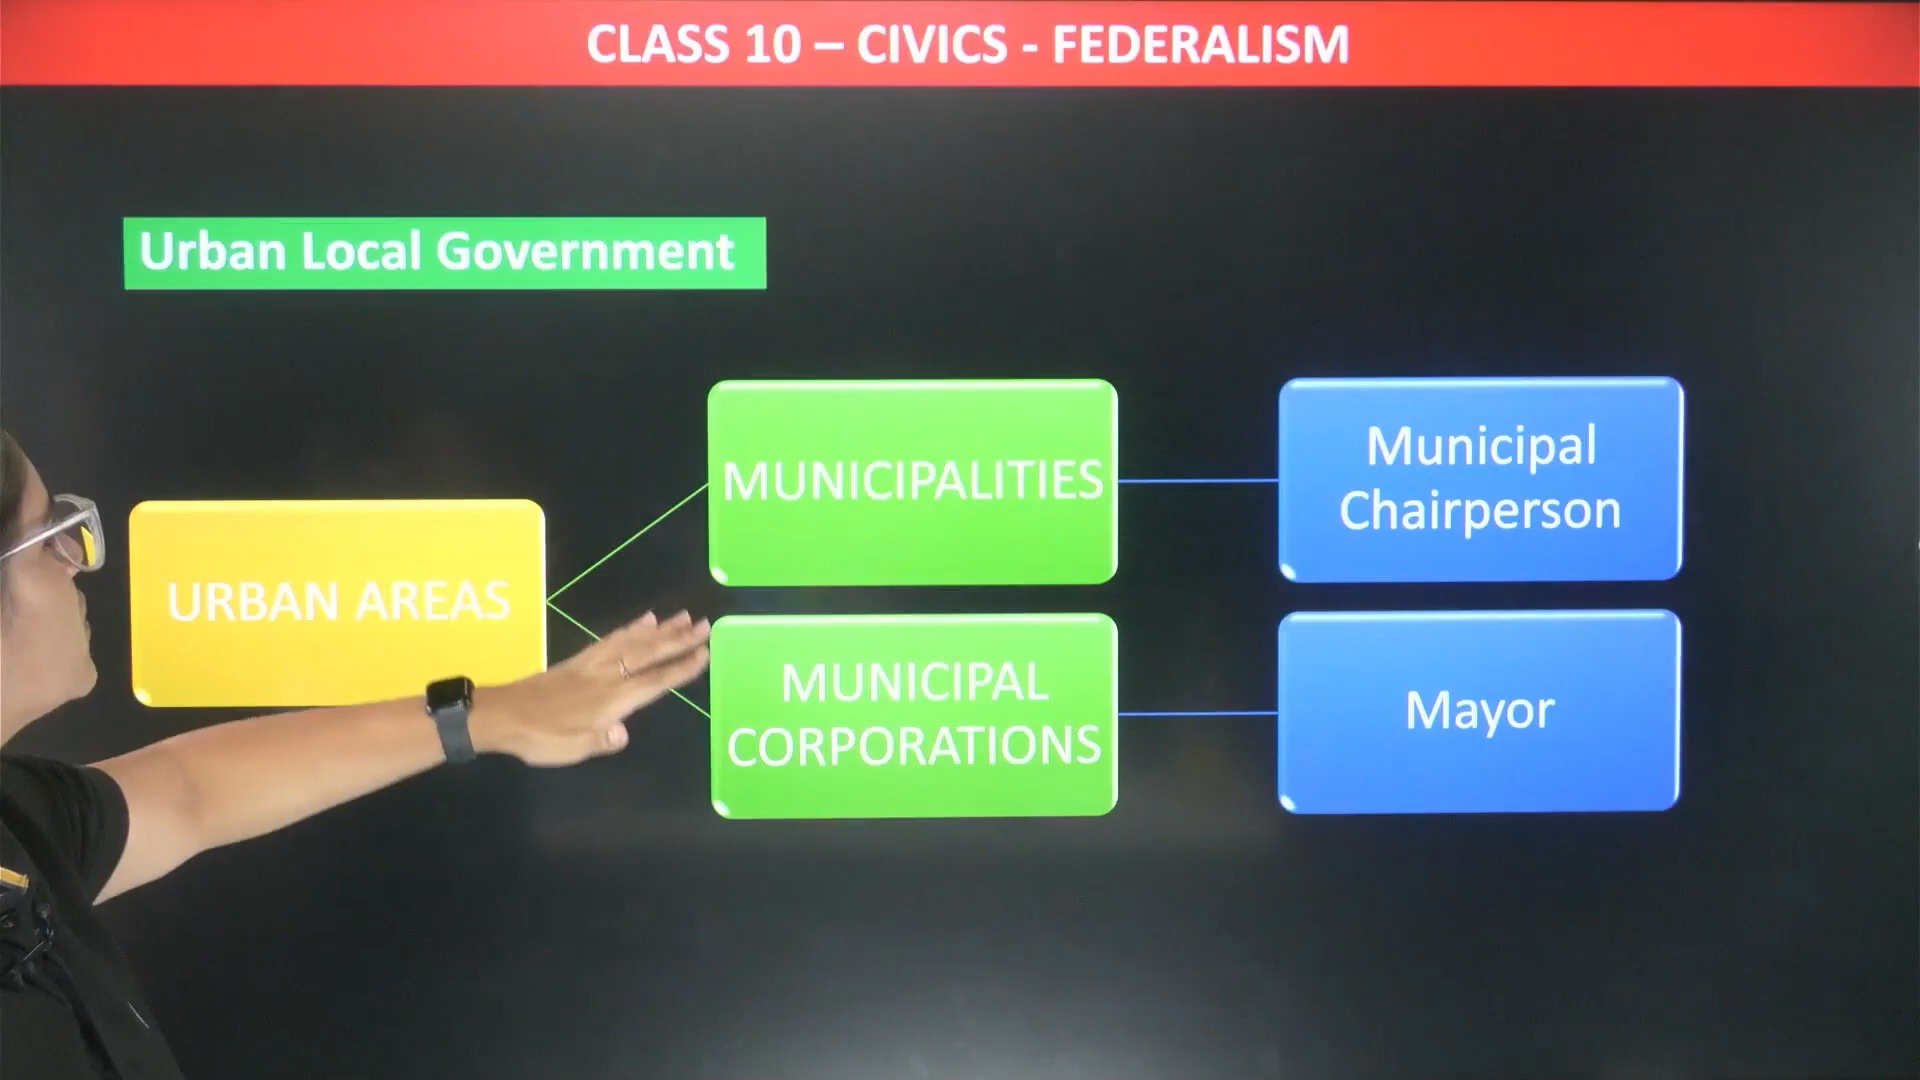 CLASS 10 – CIVICS - FEDERALISM
Urban Local Government
MUNICIPALITIES
Municipal
Chairperson
URBAN AREAS
MUNICIPAL
CORPORATIONS
Mayor